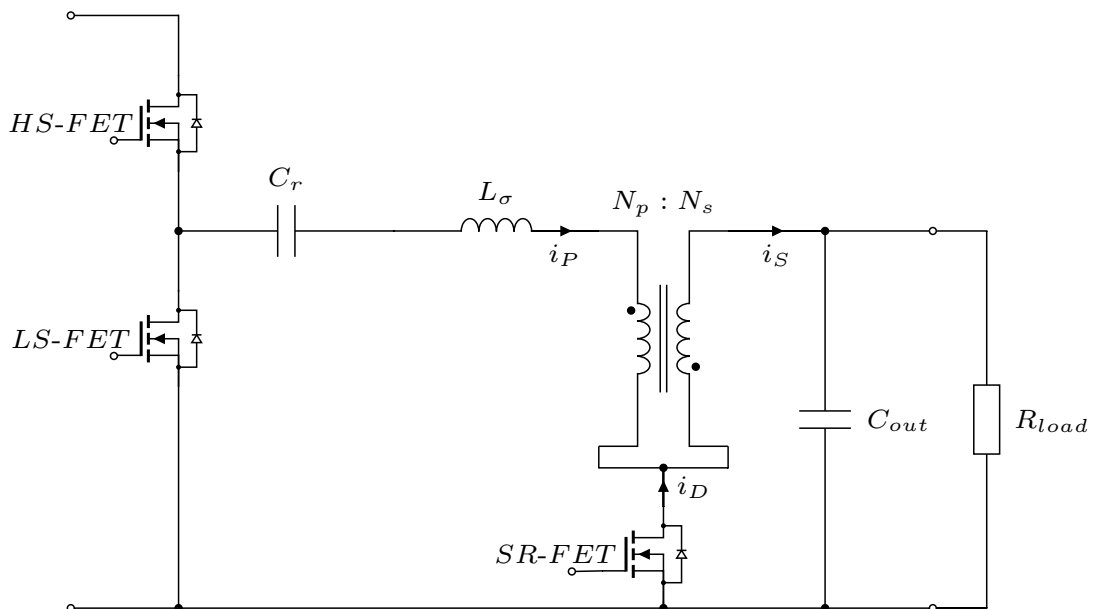 HS-FET
C_r
L_σ
N_p : N_s
i_P
i_S
LS-FET
C_out
R_load
i_D
SR-FET